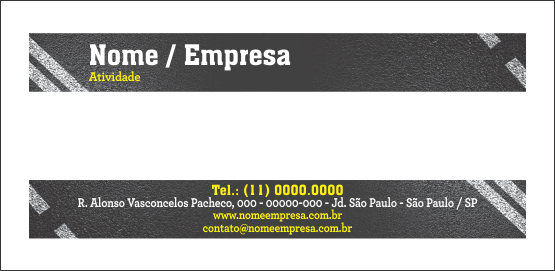 Nome / Empresa
Atividade
Tel.: (11) 0000.0000
R. Alonso Vasconcelos Pacheco, 000 - 00000-000 - Jd. São Paulo - São Paulo / SP
www.nomeempresa.com.br
contato@nomeempresa.com.br